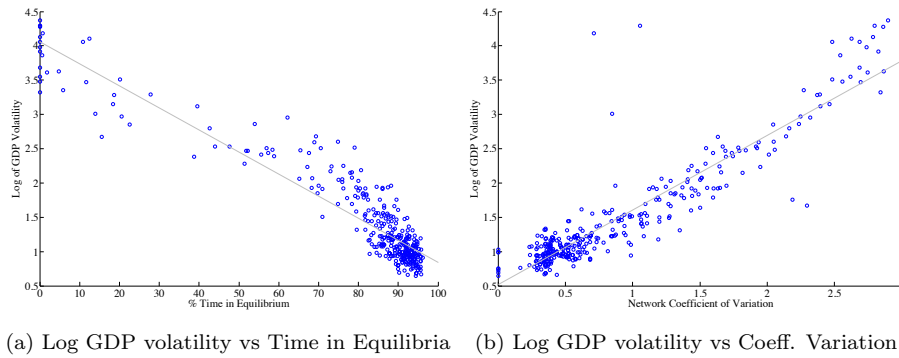 4.5
4
3.5
3
2.5
2
1.5
1
0.5
Log of GDP Volatility
0 10 20 30 40 50 60 70 80 90 100
% Time in Equilibrium
4.5
4
3.5
3
2.5
2
1.5
1
0.5
Log of GDP Volatility
0 0.5 1 1.5 2 2.5
Network Coefficient of Variation
(a) Log GDP volatility vs Time in Equilibria
(b) Log GDP volatility vs Coeff. Variation